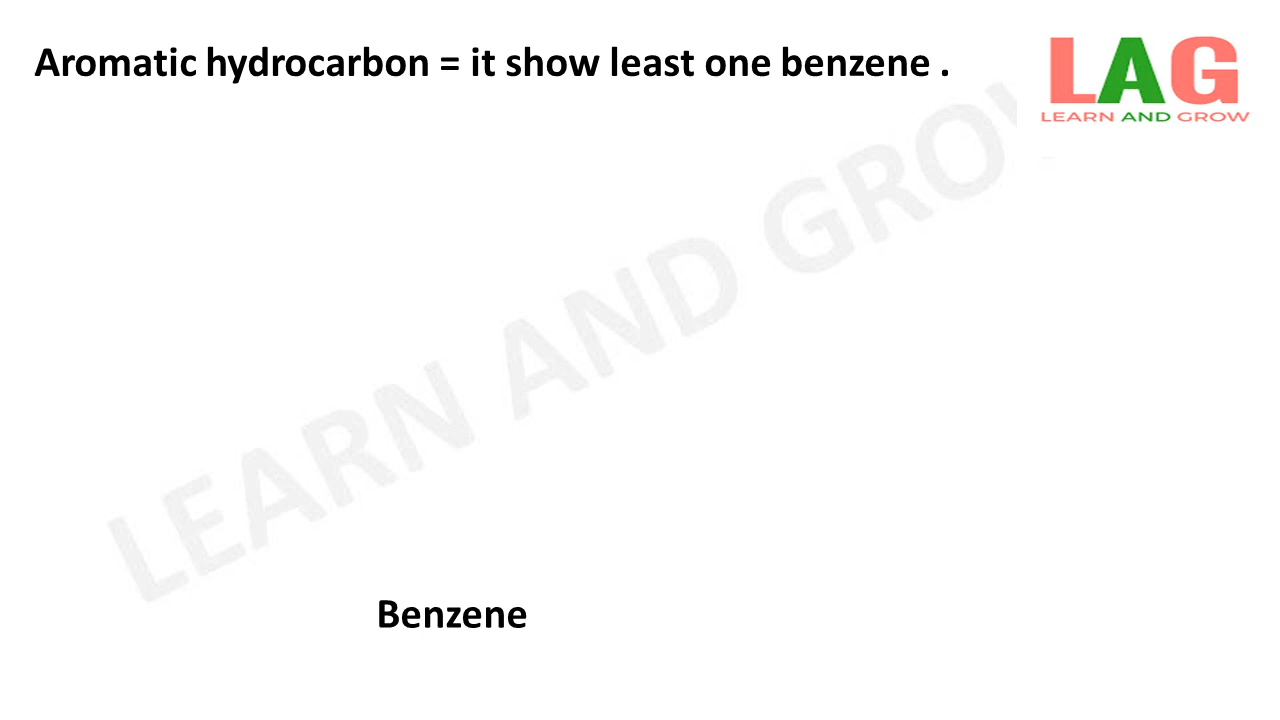 Aromatic hydrocarbon = it show least one benzene .
LAG
LEARN AND GROW
LEARN AND GROW
Benzene